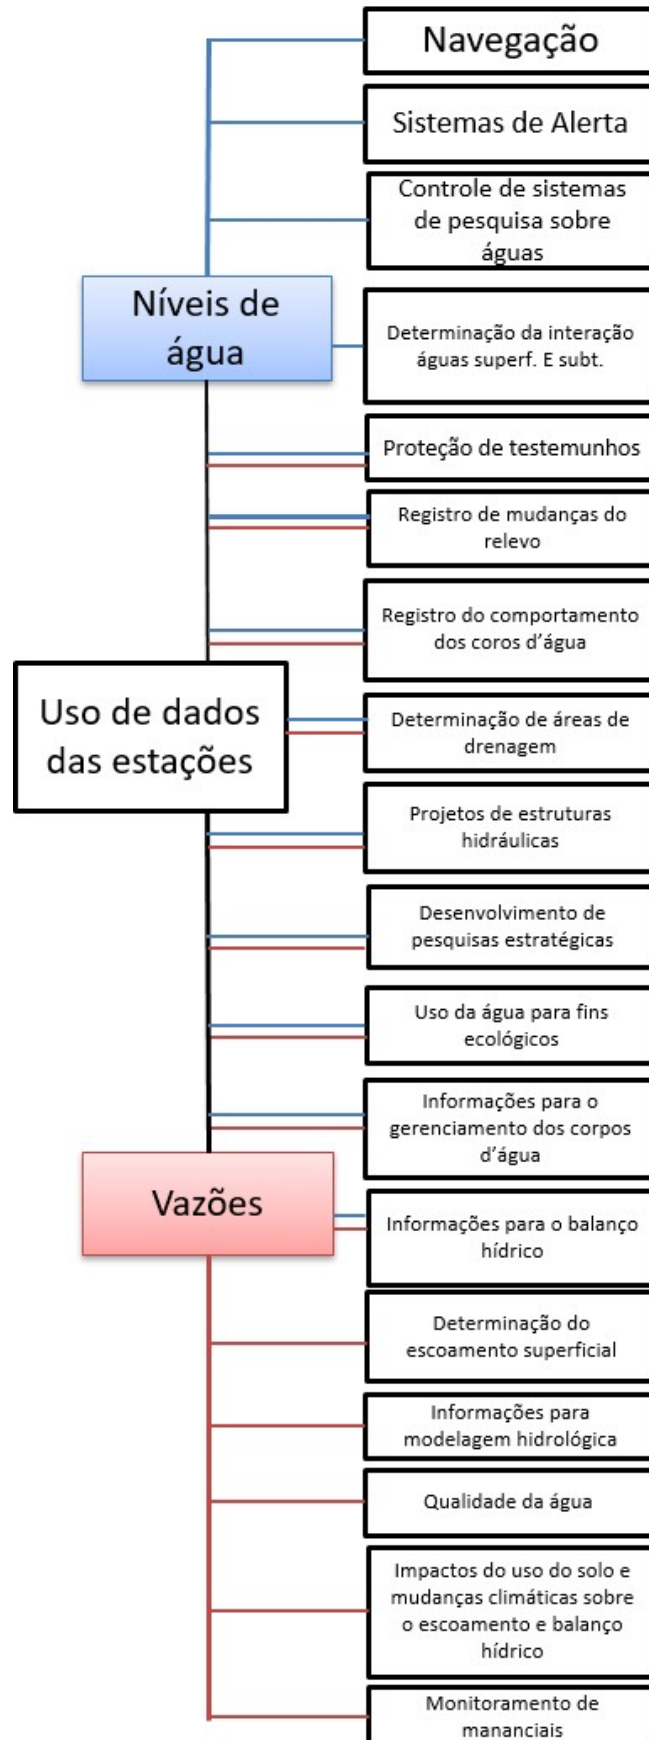 Navegação
Sistemas de Alerta
Controle de sistemas
de pesquisa sobre
águas
Níveis de
água
Determinação da interação
águas superf. E subt.
Proteção de testemunhos
Registro de mudanças do
relevo
Registro do comportamento
dos coros d’água
Uso de dados
das estações
Determinação de áreas de
drenagem
Projetos de estruturas
hidráulicas
Desenvolvimento de
pesquisas estratégicas
Uso da água para fins
ecológicos
Informações para o
gerenciamento dos corpos
d’água
Vazões
Informações para o balanço
hídrico
Determinação do
escoamento superficial
Informações para
modelagem hidrológica
Qualidade da água
Impactos do uso do solo e
mudanças climáticas sobre
o escoamento e balanço
hídrico
Monitoramento de
mananciais